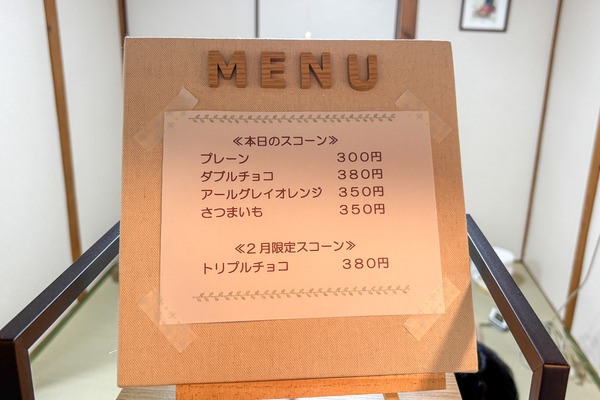 MENU
≪本日のスコーン≫
プレーン ３００円
ダブルチョコ ３８０円
アールグレイオレンジ ３５０円
さつまいも ３５０円
≪２月限定スコーン≫
トリプルチョコ ３８０円